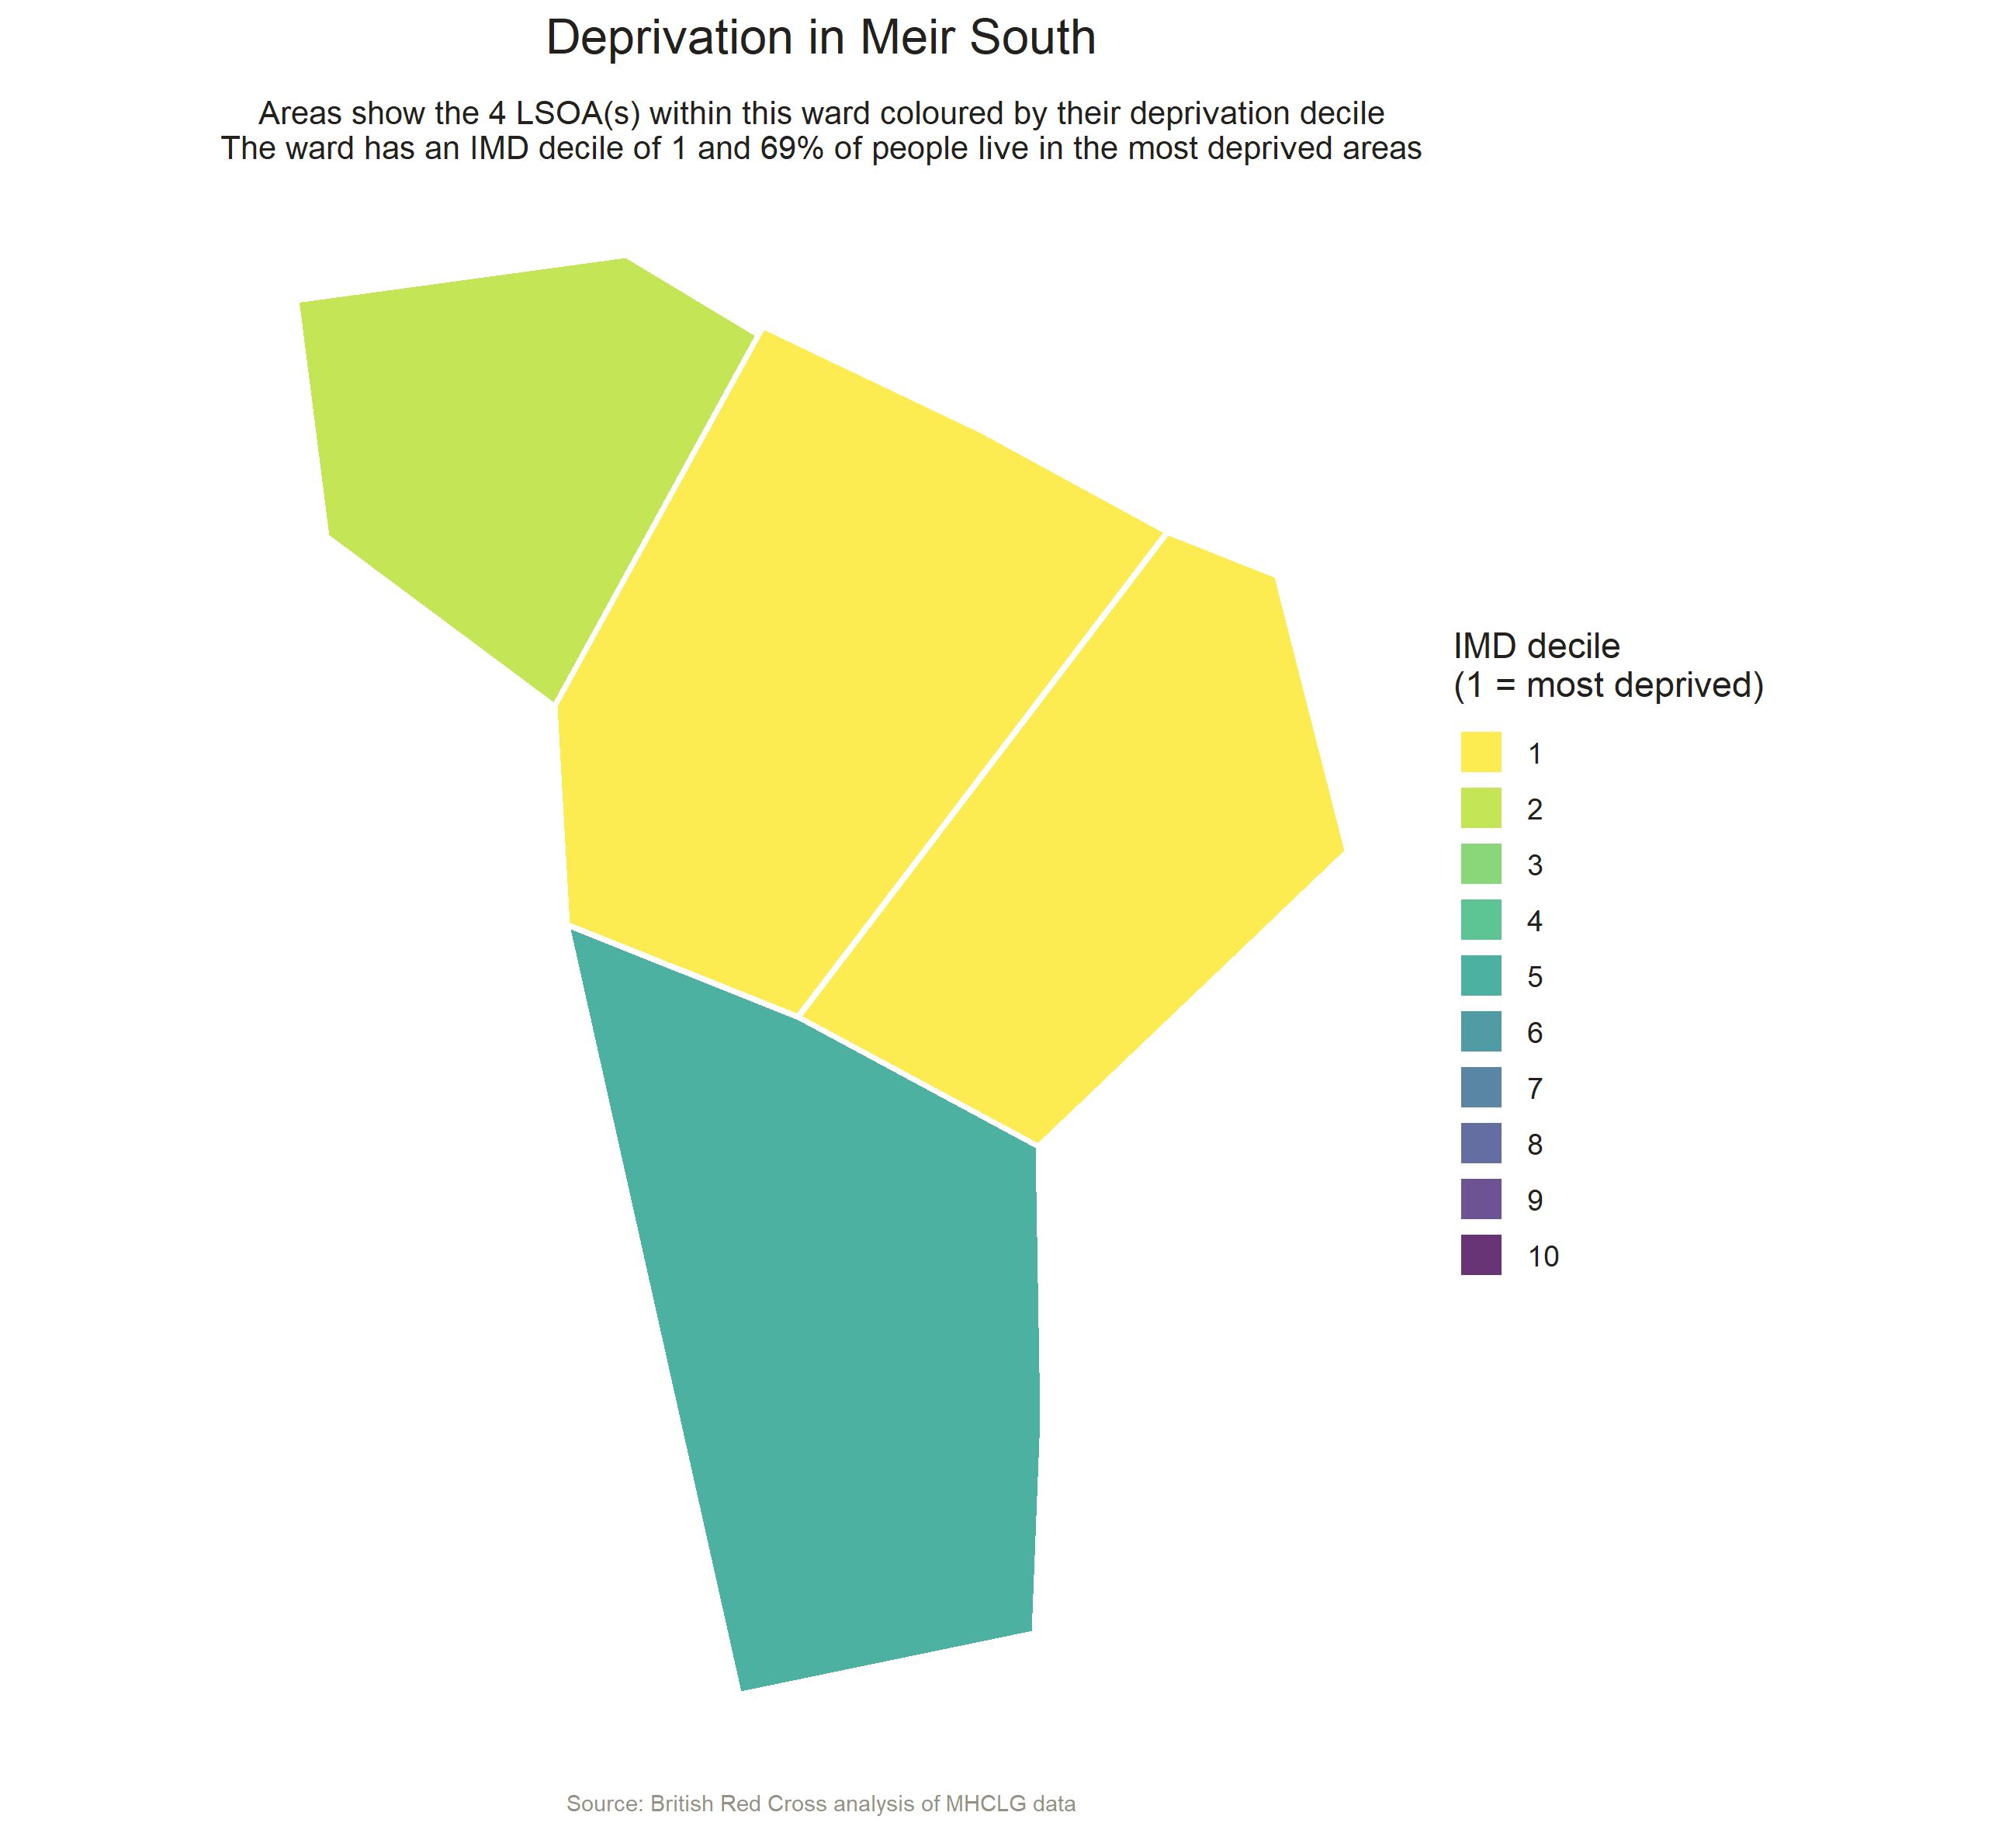 Deprivation in Meir South
Areas show the 4 LSOA(s) within this ward coloured by their deprivation decile
The ward has an IMD decile of 1 and 69% of people live in the most deprived areas
IMD decile
(1 = most deprived)
1
2
3
4
5
6
7
8
9
10
Source: British Red Cross analysis of MHCLG data